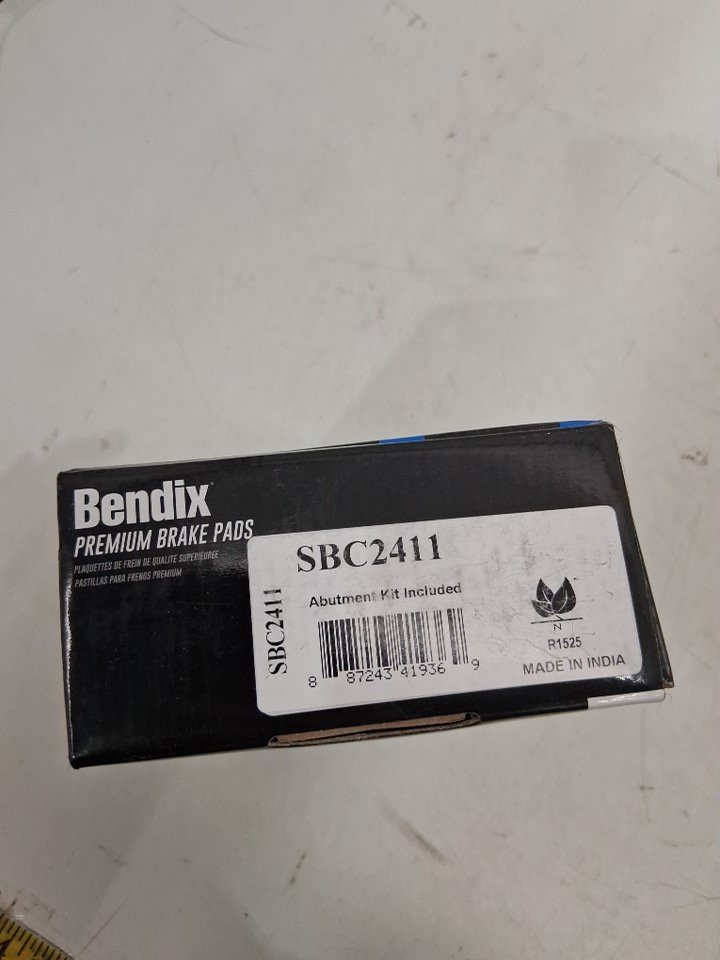 Bendix
PREMIUM BRAKE PADS
PLAQUETTES DE FREIN DE QUALITE SUPERIEUREE
PASTILLAS PARA FRENOS PREMIUM
SBC2411
SBC2411
Abutment Kit Included
8 87243 41936 9
N
R1525
MADE IN INDIA